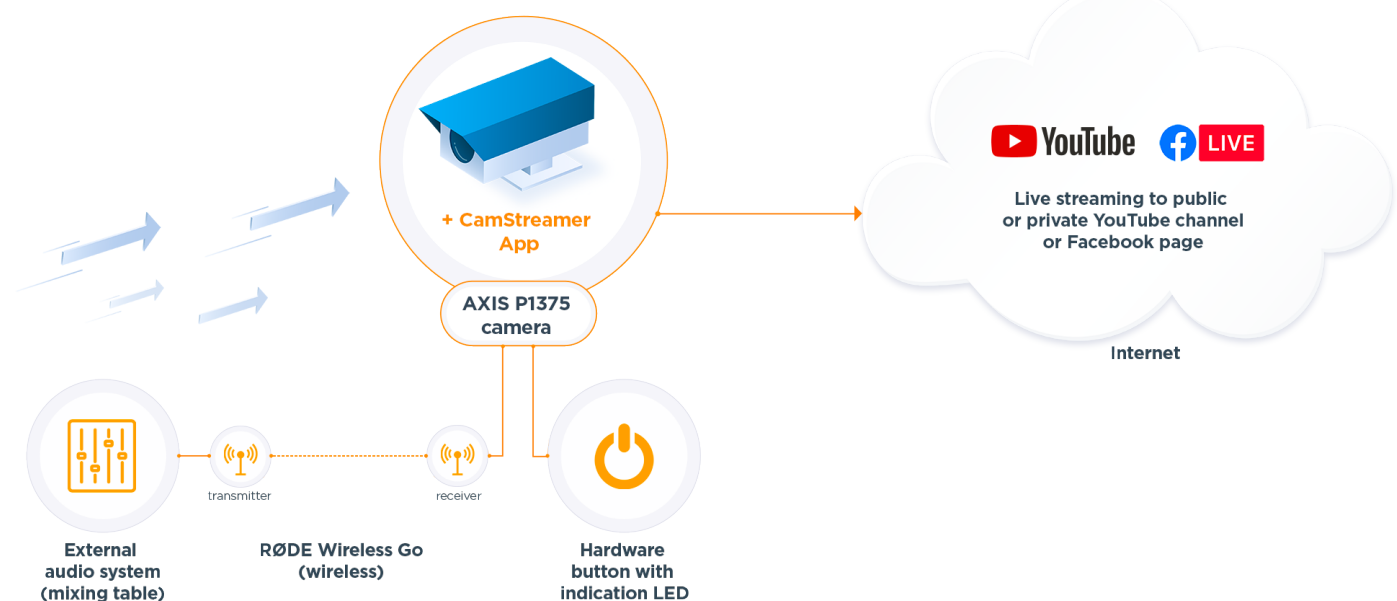 YouTube
LIVE
Live streaming to public
or private YouTube channel
or Facebook page
+ CamStreamer
App
AXIS P1375
camera
Internet
transmitter
receiver
External
audio system
(mixing table)
RØDE Wireless Go
(wireless)
Hardware
button with
indication LED